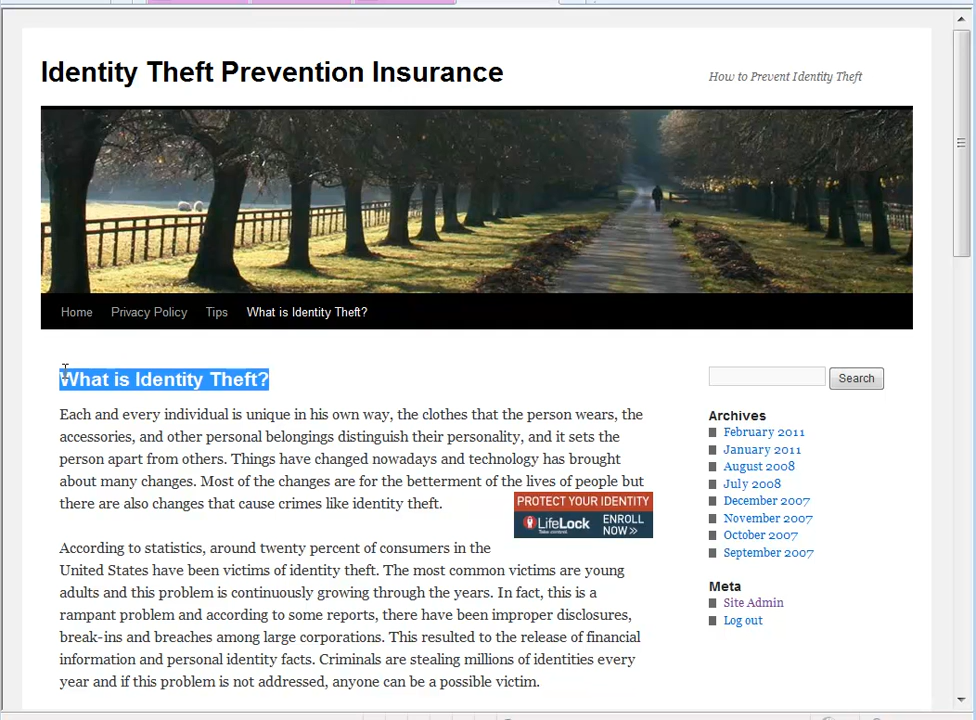 Identity Theft Prevention Insurance
How to Prevent Identity Theft
Home
Privacy Policy
Tips
What is Identity Theft?
What is Identity Theft?
Each and every individual is unique in his own way, the clothes that the person wears, the
accessories, and other personal belongings distinguish their personality, and it sets the
person apart from others. Things have changed nowadays and technology has brought
about many changes. Most of the changes are for the betterment of the lives of people but
there are also changes that cause crimes like identity theft.
PROTECT YOUR IDENTITY
LifeLock
ENROLL
NOW>>
According to statistics, around twenty percent of consumers in the
United States have been victims of identity theft. The most common victims are young
adults and this problem is continuously growing through the years. In fact, this is a
rampant problem and according to some reports, there have been improper disclosures,
break-ins and breaches among large corporations. This resulted to the release of financial
information and personal identity facts. Criminals are stealing millions of identities every
year and if this problem is not addressed, anyone can be a possible victim.
Search
Archives
February 2011
January 2011
August 2008
July 2008
December 2007
November 2007
October 2007
September 2007
Meta
Site Admin
Log out